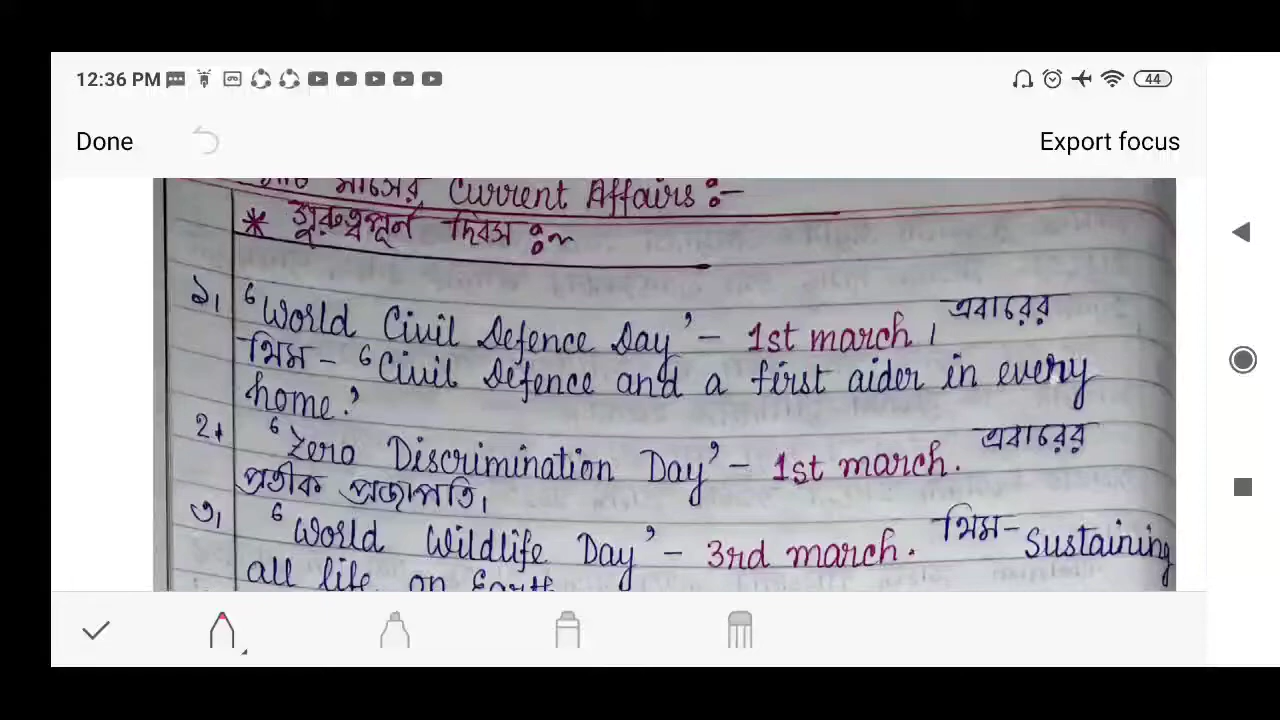 12:36 PM
44
Done
Export focus
মাসের Current Affairs :-
* গুরুত্বপূর্ণ দিবস :~
১। 'World Civil Defence Day' - 1st march । এবারের
থিম - 'Civil Defence and a first aider in every
home.'
2। 'Zero Discrimination Day' - 1st march. এবারের
প্রতীক প্রজাপতি।
৩। 'World Wildlife Day' - 3rd march. থিম- Sustaining
all life on Earth